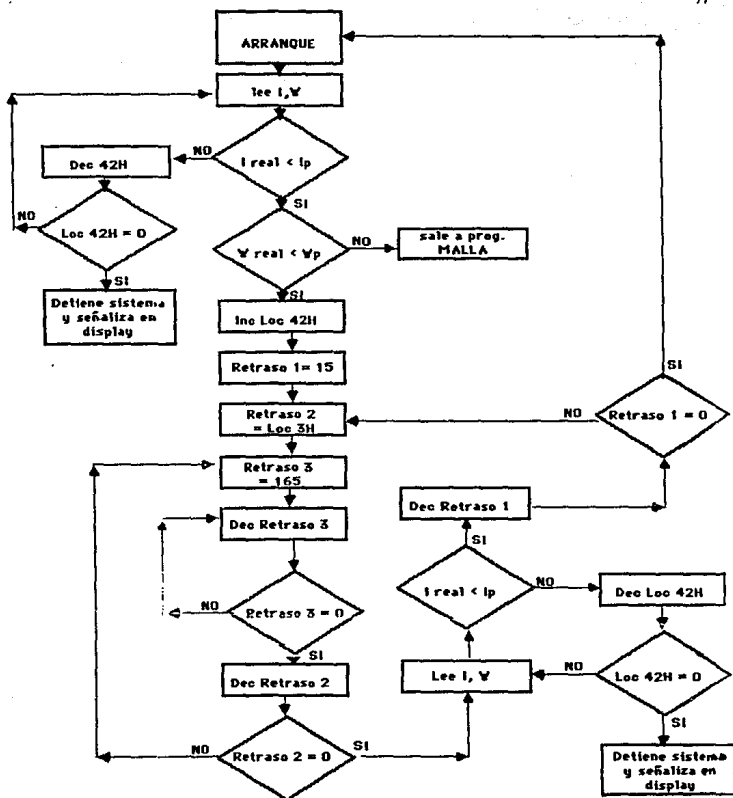 ARRANQUE
lee I, W
I real < Ip
NO
SI
Dec 42H
Loc 42H = 0
NO
SI
Detiene sistema
y señaliza en
display
W real < Wp
NO
sale a prog.
MALLA
SI
Inc Loc 42H
Retraso 1= 15
Retraso 2
= Loc 3H
Retraso 3
= 165
Dec Retraso 3
Retraso 3 = 0
NO
SI
Dec Retraso 2
Retraso 2 = 0
NO
SI
Lee I, W
I real < Ip
SI
NO
Dec Retraso 1
Retraso 1 = 0
NO
SI
Dec Loc 42H
Loc 42H = 0
NO
SI
Detiene sistema
y señaliza en
display